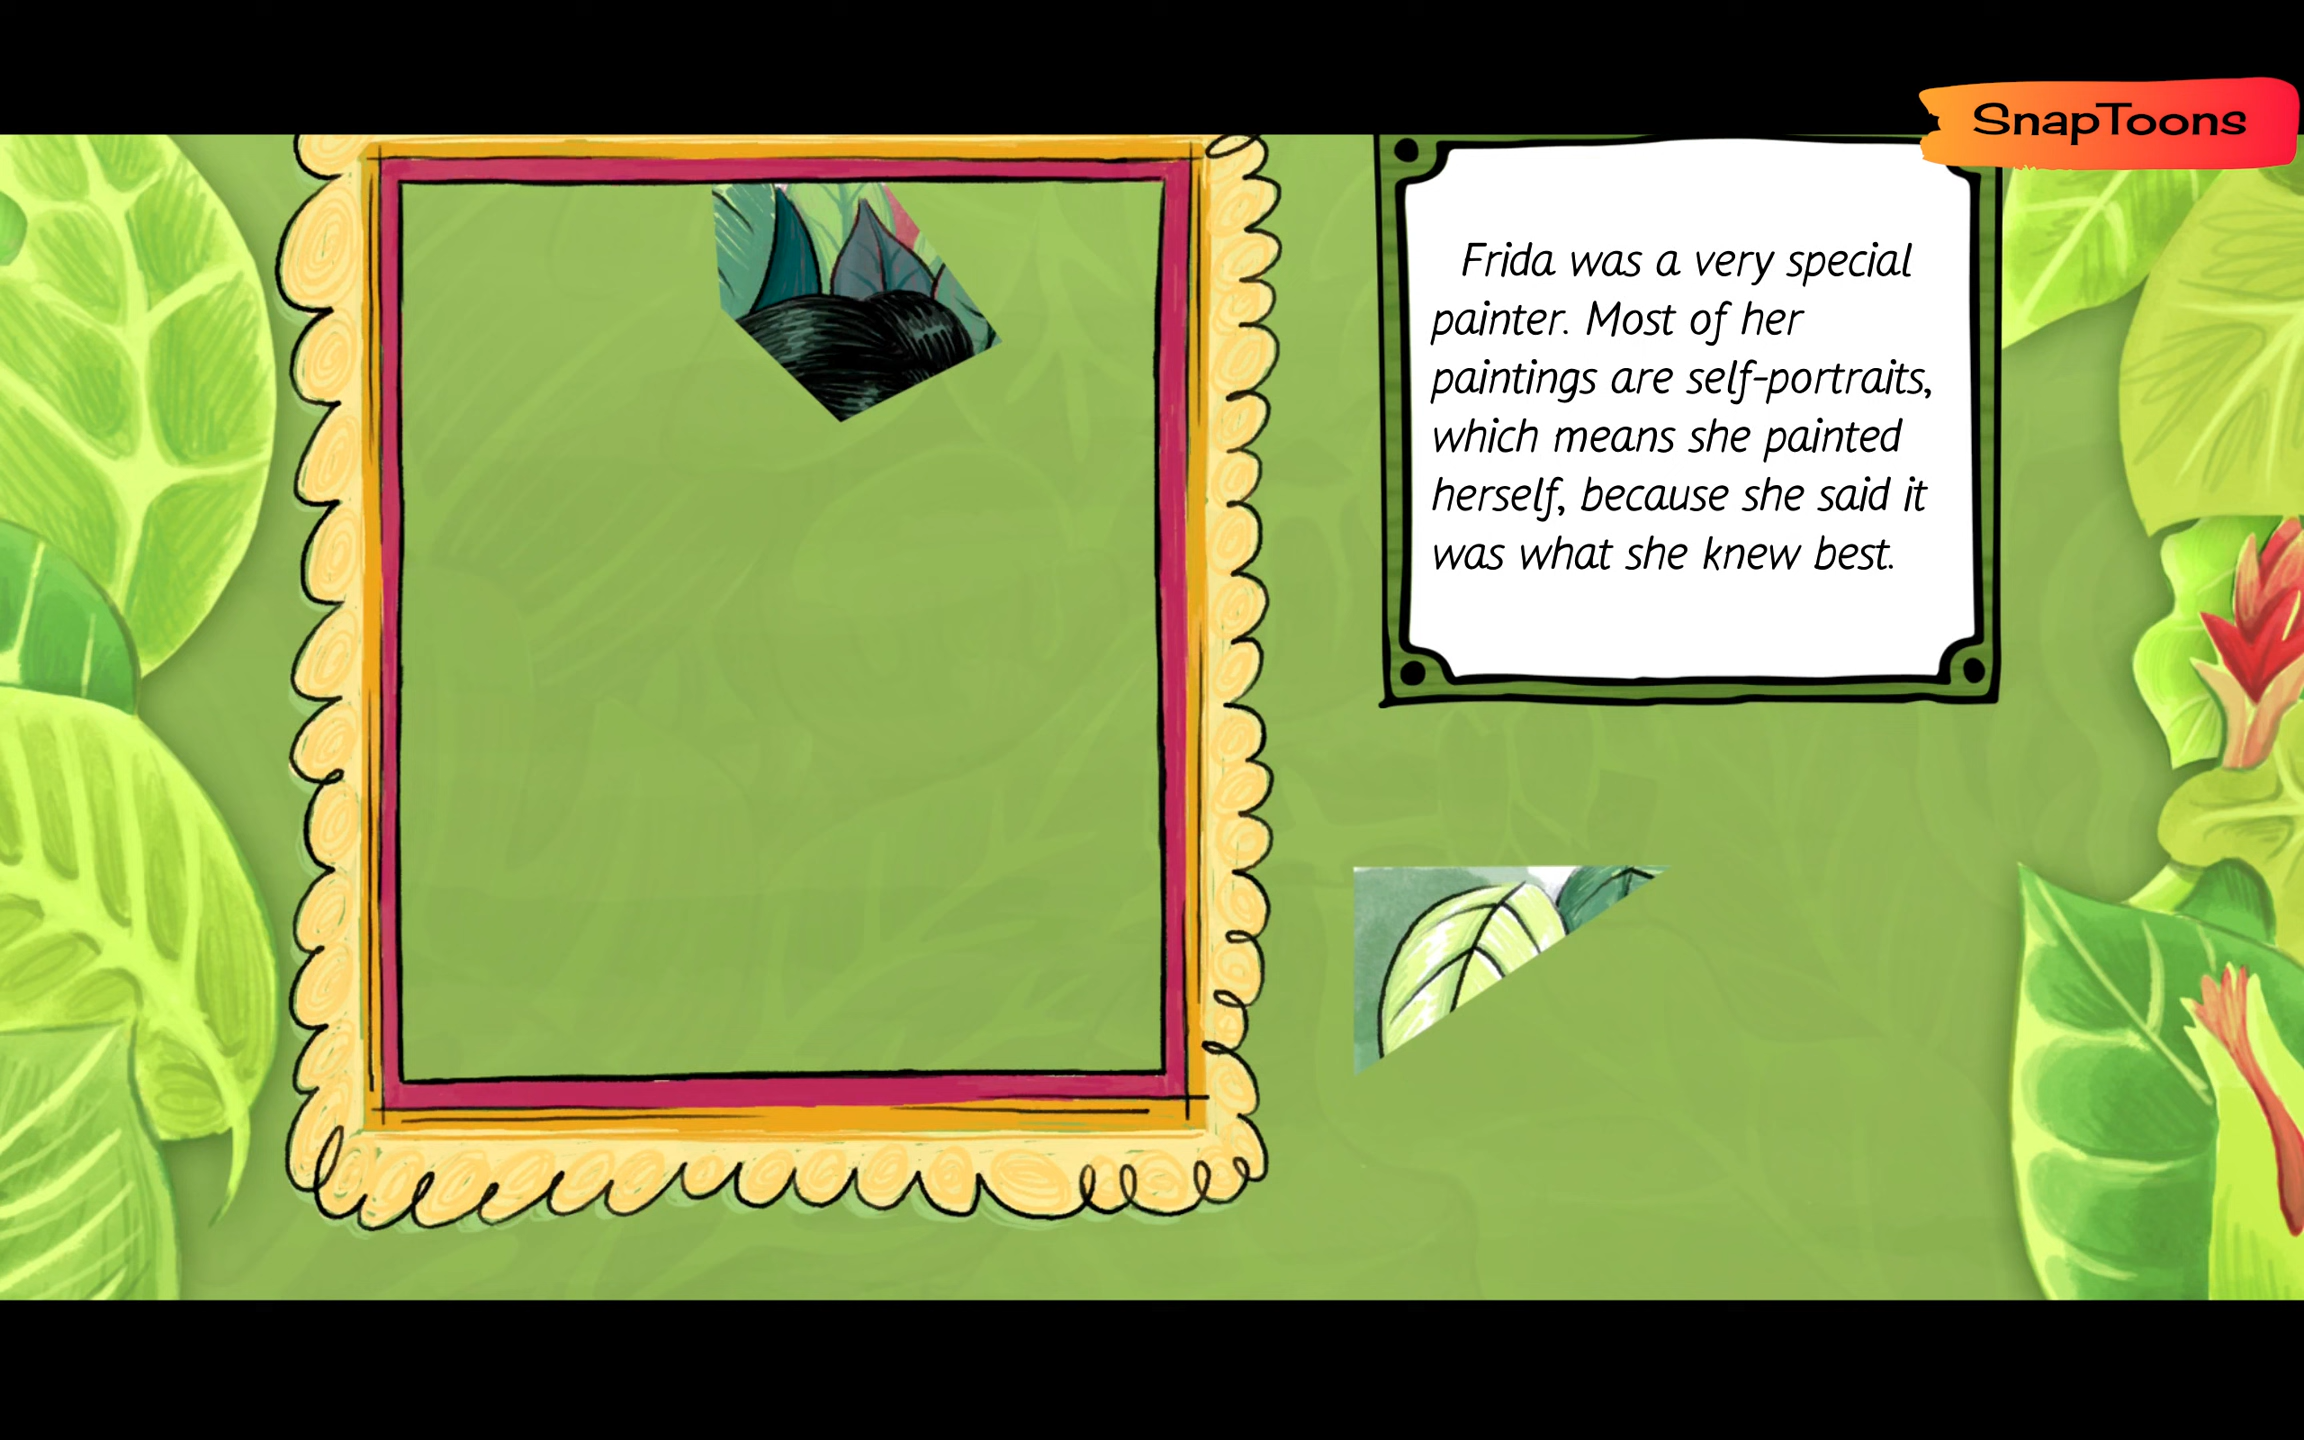 SnapToons
Frida was a very special
painter. Most of her
paintings are self-portraits,
which means she painted
herself, because she said it
was what she knew best.